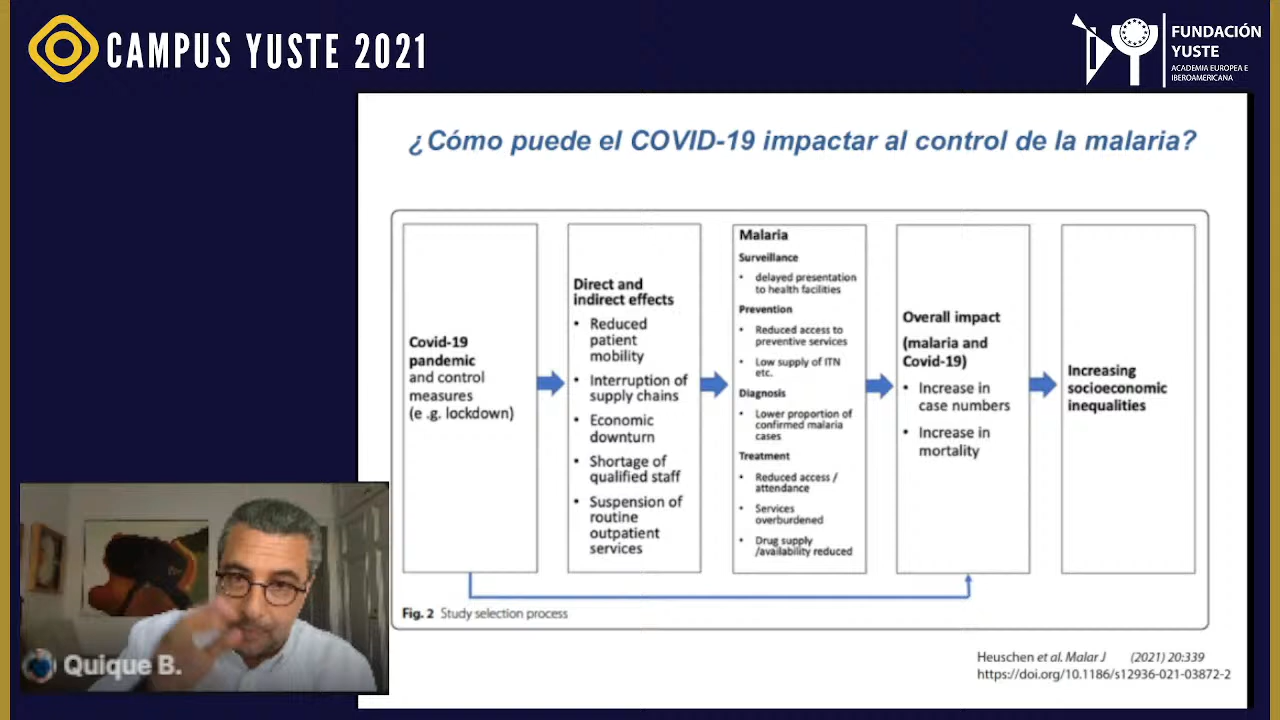 CAMPUS YUSTE 2021
FUNDACIÓN
YUSTE
ACADEMIA EUROPEA E
IBEROAMERICANA
¿Cómo puede el COVID-19 impactar al control de la malaria?
Covid-19
pandemic
and control
measures
(e .g. lockdown)
Direct and
indirect effects
• Reduced
patient
mobility
• Interruption of
supply chains
• Economic
downturn
• Shortage of
qualified staff
• Suspension of
routine
outpatient
services
Malaria
Surveillance
• delayed presentation
to health facilities
Prevention
• Reduced access to
preventive services
• Low supply of ITN
etc.
Diagnosis
• Lower proportion of
confirmed malaria
cases
Treatment
• Reduced access /
attendance
• Services
overburdened
• Drug supply
/availability reduced
Overall impact
(malaria and
Covid-19)
• Increase in
case numbers
• Increase in
mortality
Increasing
socioeconomic
inequalities
Fig. 2 Study selection process
Heuschen et al. Malar J (2021) 20:339
https://doi.org/10.1186/s12936-021-03872-2
Quique B.